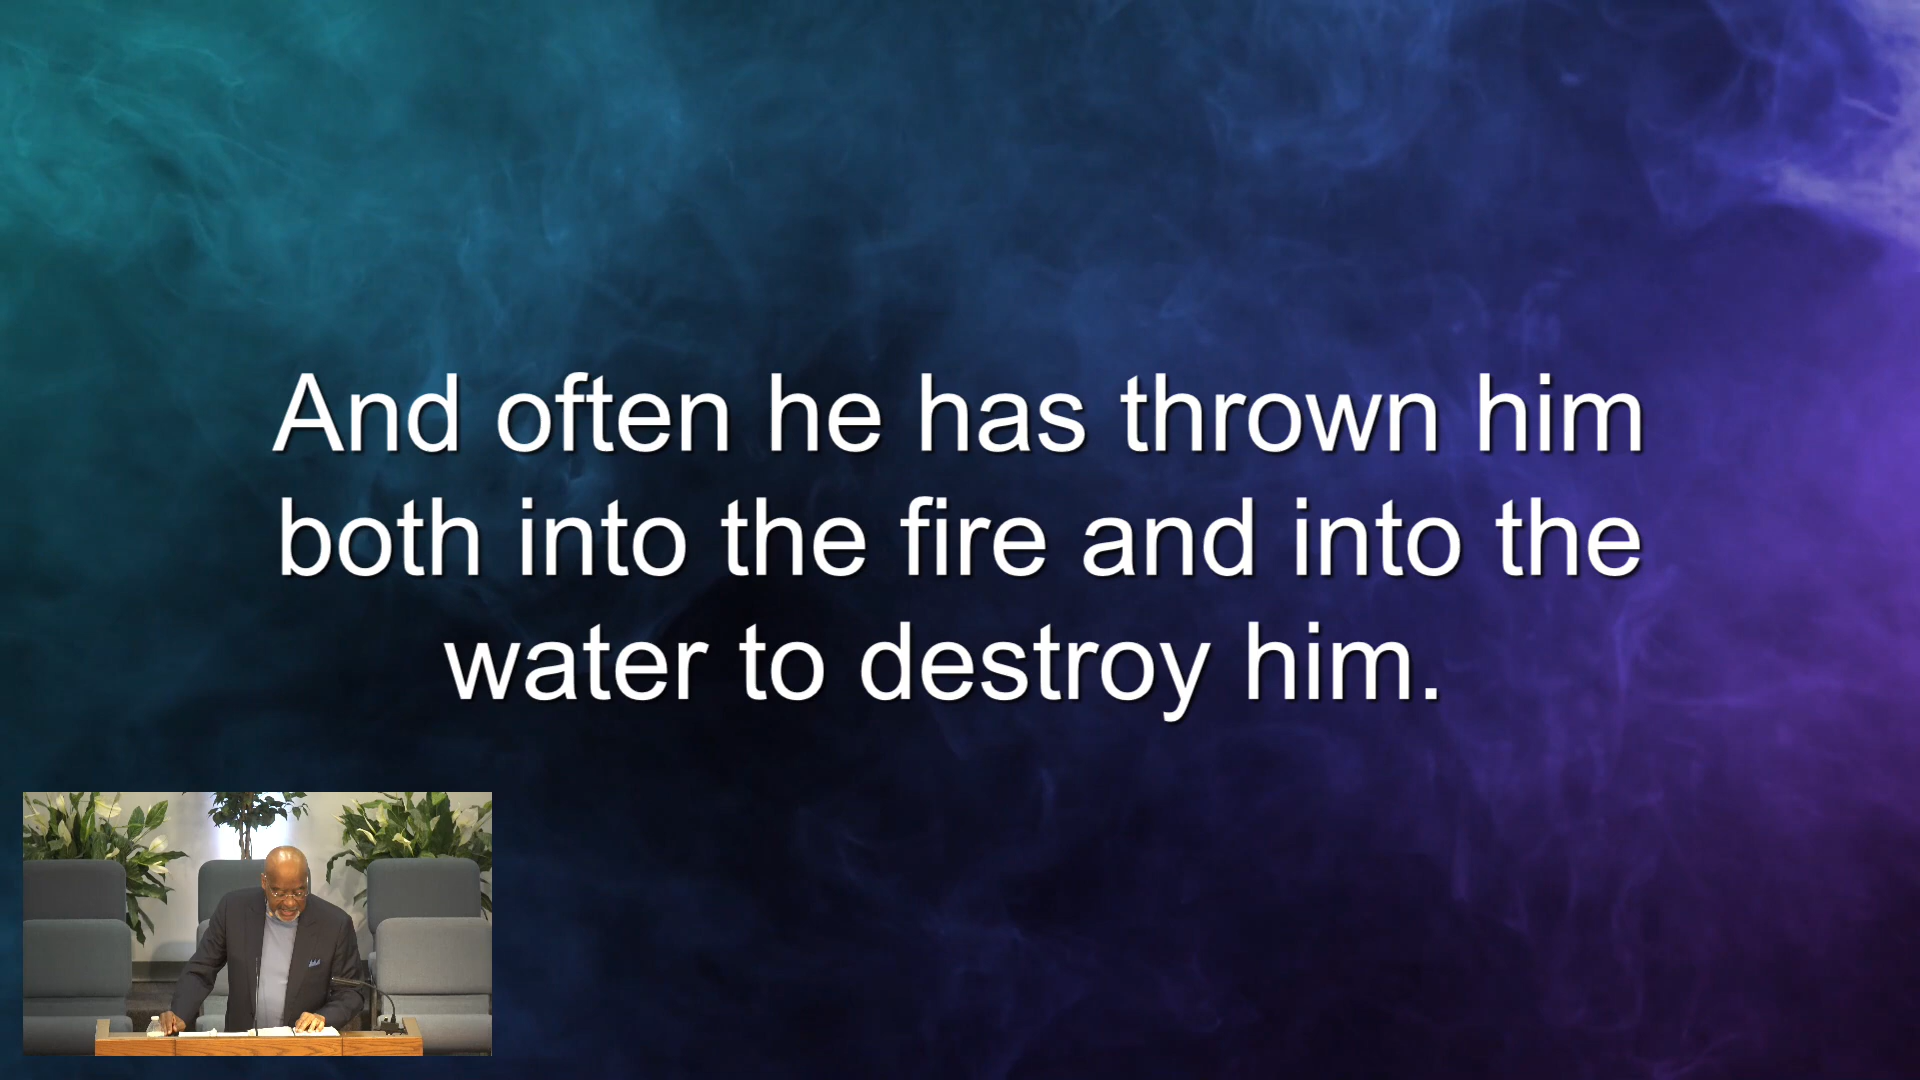 And often he has thrown him
both into the fire and into the
water to destroy him.